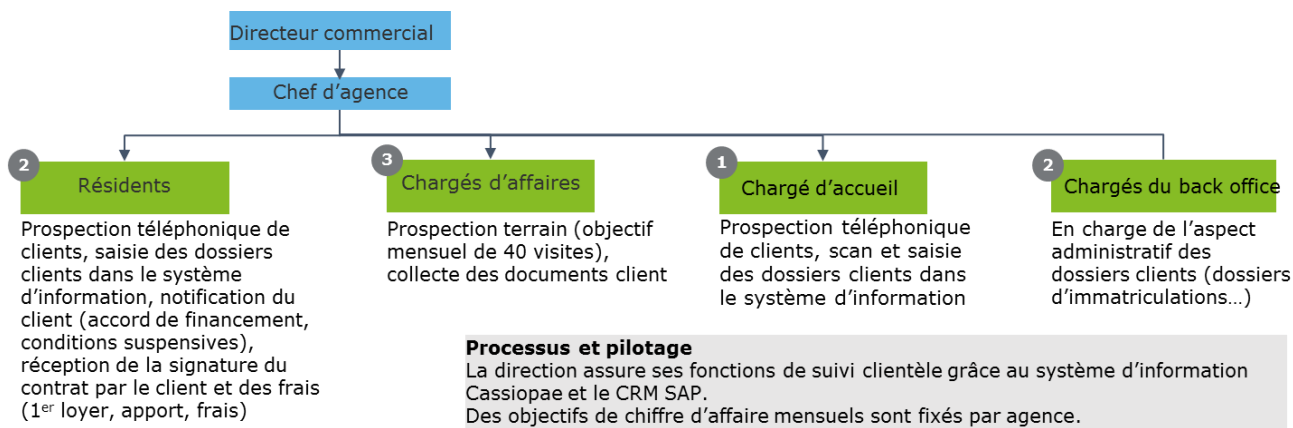 Directeur commercial
Chef d’agence
2
Résidents
Prospection téléphonique de
clients, saisie des dossiers
clients dans le système
d’information, notification du
client (accord de financement,
conditions suspensives),
réception de la signature du
contrat par le client et des frais
(1er loyer, apport, frais)
3
Chargés d’affaires
Prospection terrain (objectif
mensuel de 40 visites),
collecte des documents client
1
Chargé d’accueil
Prospection téléphonique
de clients, scan et saisie
des dossiers clients dans
le système d’information
2
Chargés du back office
En charge de l’aspect
administratif des
dossiers clients (dossiers
d’immatriculations…)
Processus et pilotage
La direction assure ses fonctions de suivi clientèle grâce au système d’information
Cassiopae et le CRM SAP.
Des objectifs de chiffre d’affaire mensuels sont fixés par agence.